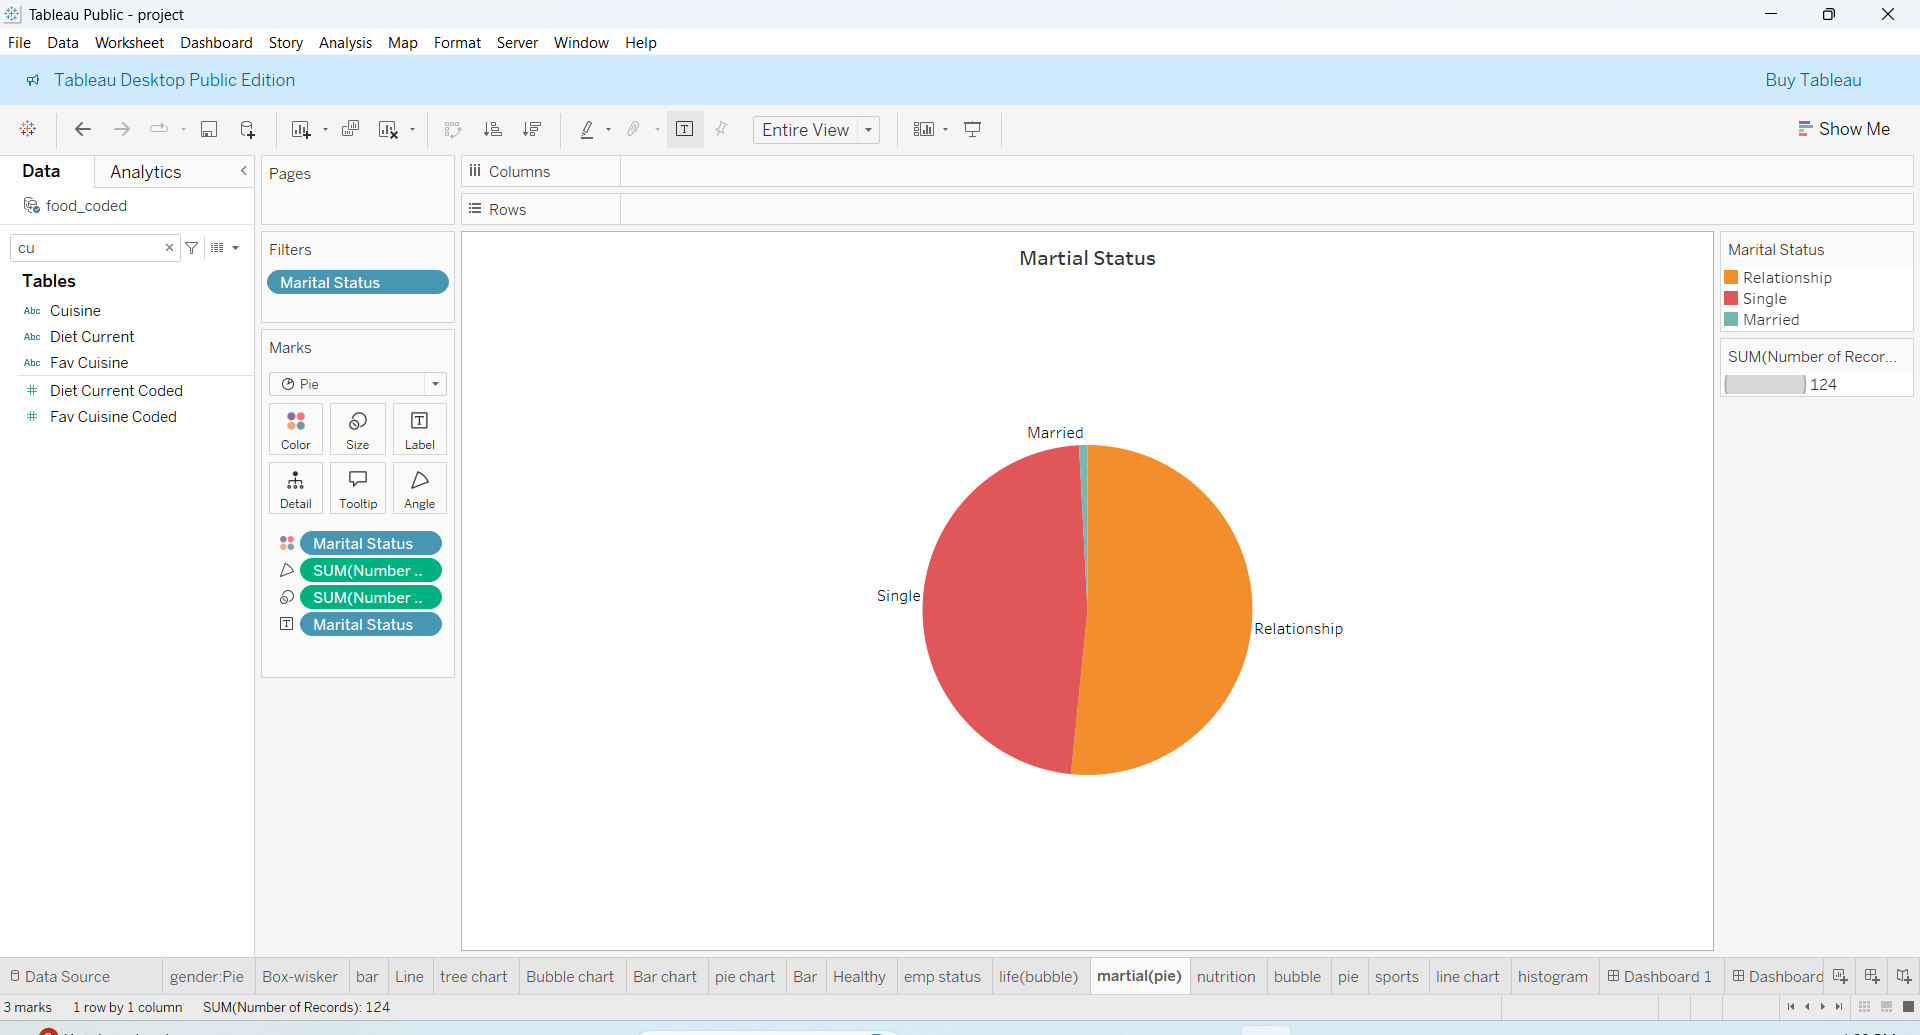 Tableau Public - project
File Data Worksheet Dashboard Story Analysis Map Format Server Window Help
Tableau Desktop Public Edition
Buy Tableau
Entire View
Show Me
Data
Analytics
food_coded
cu
Tables
Abc Cuisine
Abc Diet Current
Abc Fav Cuisine
# Diet Current Coded
# Fav Cuisine Coded
Pages
Filters
Marital Status
Marks
Pie
Color Size Label
Detail Tooltip Angle
Marital Status
SUM(Number ..
SUM(Number ..
T Marital Status
Columns
Rows
Martial Status
Married
Single
Relationship
Marital Status
Relationship
Single
Married
SUM(Number of Recor...
124
Data Source gender:Pie Box-wisker bar Line tree chart Bubble chart Bar chart pie chart Bar Healthy emp status life(bubble) martial(pie) nutrition bubble pie sports line chart histogram Dashboard 1 Dashboard
3 marks 1 row by 1 column SUM(Number of Records): 124